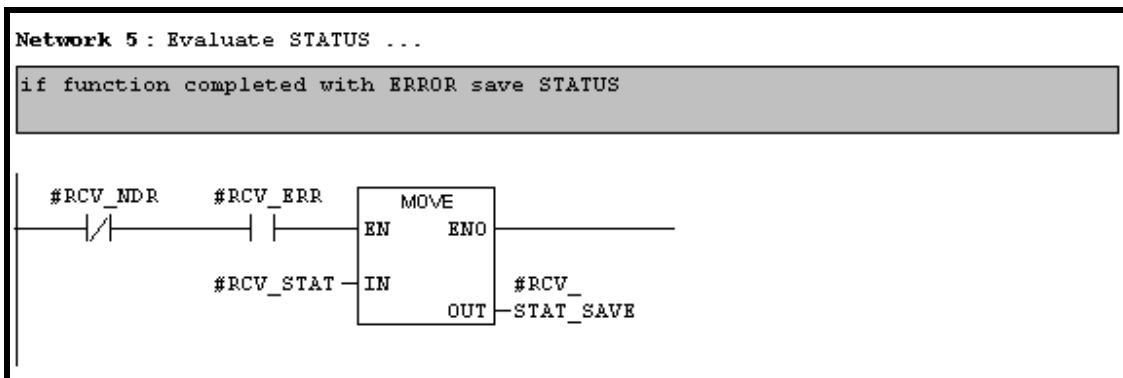 Network 5 : Evaluate STATUS ...
if function completed with ERROR save STATUS
#RCV_NDR #RCV_ERR MOVE
EN ENO
#RCV_STAT IN #RCV_
OUT STAT_SAVE